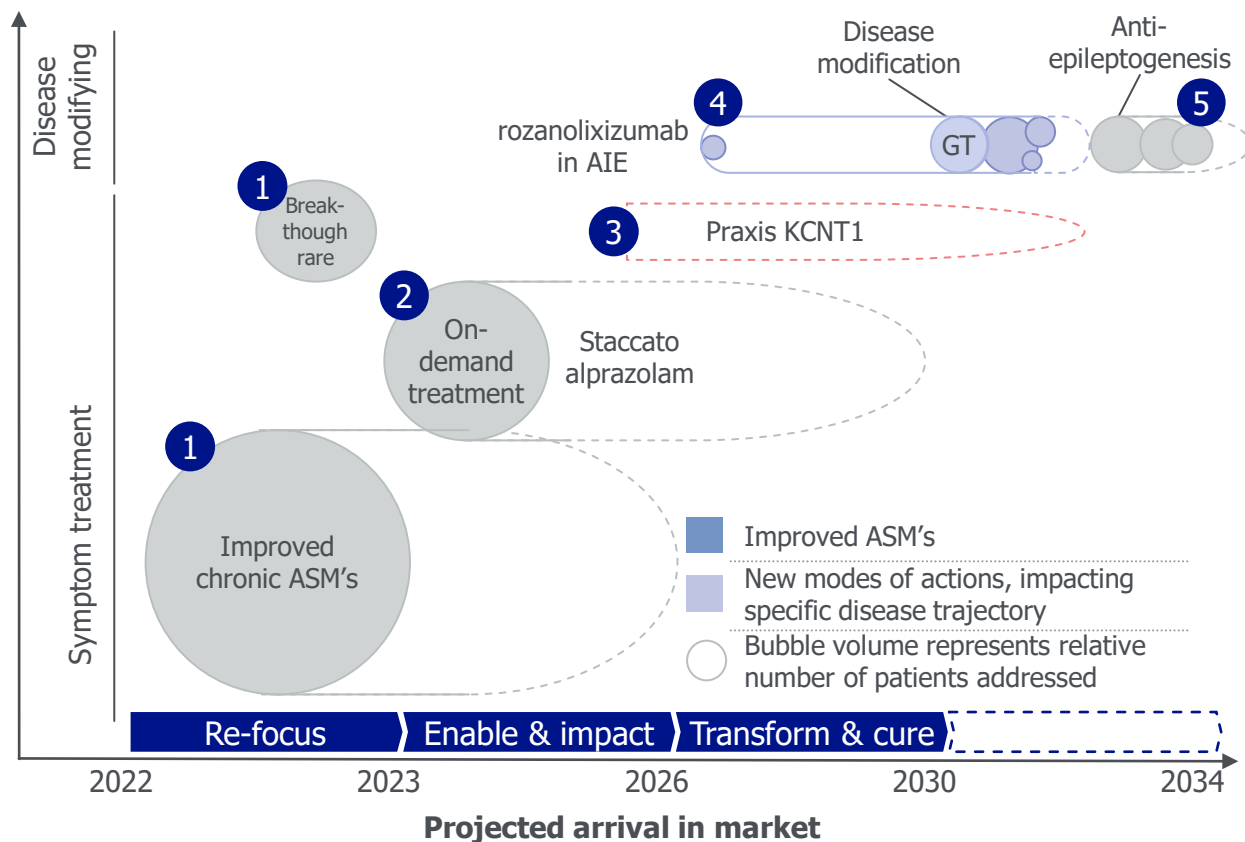 Disease
modifying
Symptom treatment
Disease
modification
Anti-
epileptogenesis
4
5
rozanolixizumab
in AIE
GT
1
Break-
though
rare
3
Praxis KCNT1
2
On-
demand
treatment
Staccato
alprazolam
1
Improved
chronic ASM's
Improved ASM's
New modes of actions, impacting
specific disease trajectory
Bubble volume represents relative
number of patients addressed
Re-focus
Enable & impact
Transform & cure
2022
2023
2026
2030
2034
Projected arrival in market